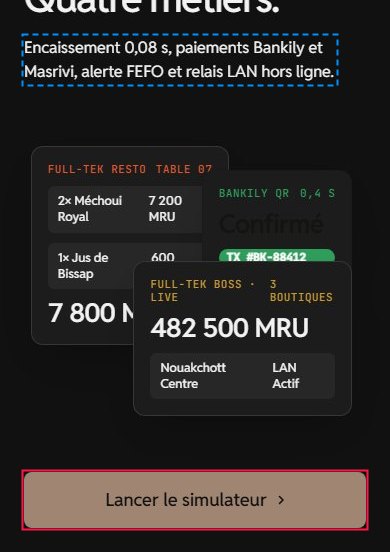 Quatre métiers.
Encaissement 0,08 s, paiements Bankily et
Masrivi, alerte FEFO et relais LAN hors ligne.
FULL-TEK RESTO TABLE 07
2× Méchoui Royal
7 200 MRU
1× Jus de Bissap
600
7 800 M
BANKILY QR 0,4 S
Confirmé
TX #BK-88412
FULL-TEK BOSS · LIVE
3 BOUTIQUES
482 500 MRU
Nouakchott Centre
LAN Actif
Lancer le simulateur ›